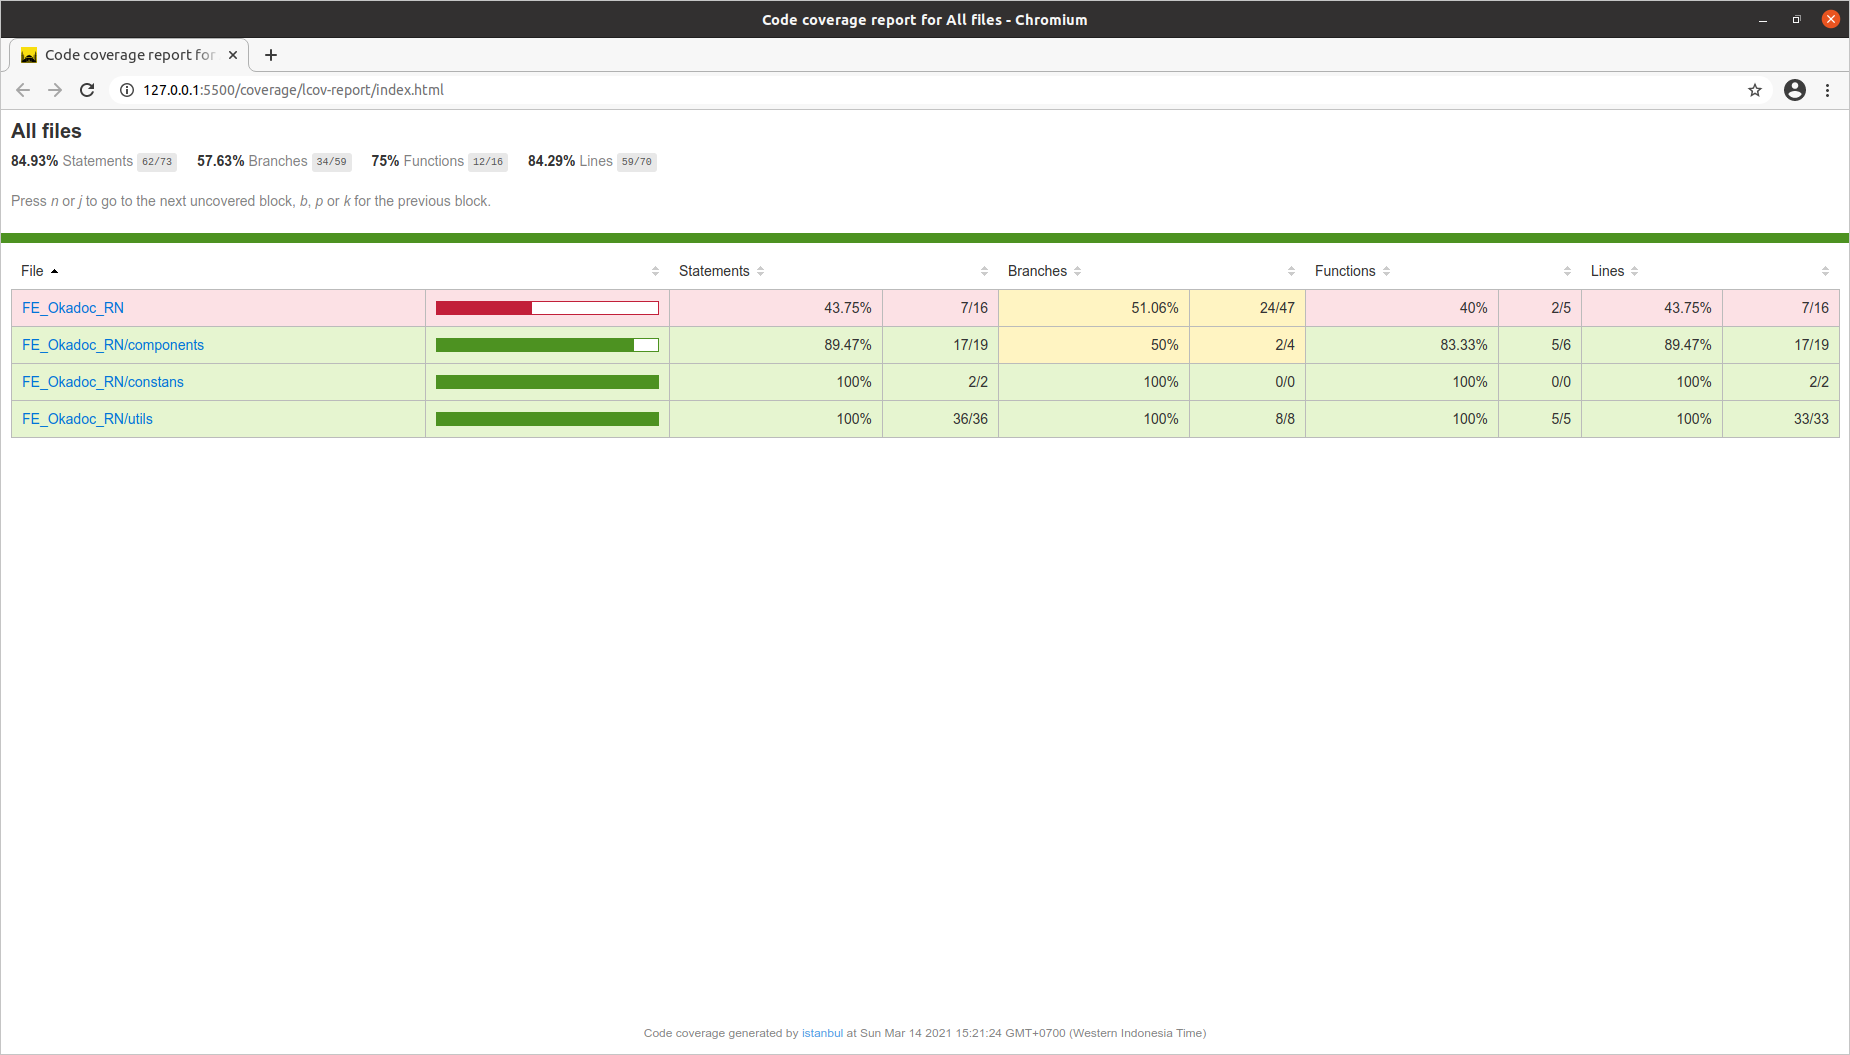 Code coverage report for All files - Chromium
Code coverage report for
127.0.0.1:5500/coverage/lcov-report/index.html
All files
84.93% Statements 62/73 57.63% Branches 34/59 75% Functions 12/16 84.29% Lines 59/70
Press n or j to go to the next uncovered block, b, p or k for the previous block.
File Statements Branches Functions Lines
FE_Okadoc_RN 43.75% 7/16 51.06% 24/47 40% 2/5 43.75% 7/16
FE_Okadoc_RN/components 89.47% 17/19 50% 2/4 83.33% 5/6 89.47% 17/19
FE_Okadoc_RN/constans 100% 2/2 100% 0/0 100% 0/0 100% 2/2
FE_Okadoc_RN/utils 100% 36/36 100% 8/8 100% 5/5 100% 33/33
Code coverage generated by istanbul at Sun Mar 14 2021 15:21:24 GMT+0700 (Western Indonesia Time)